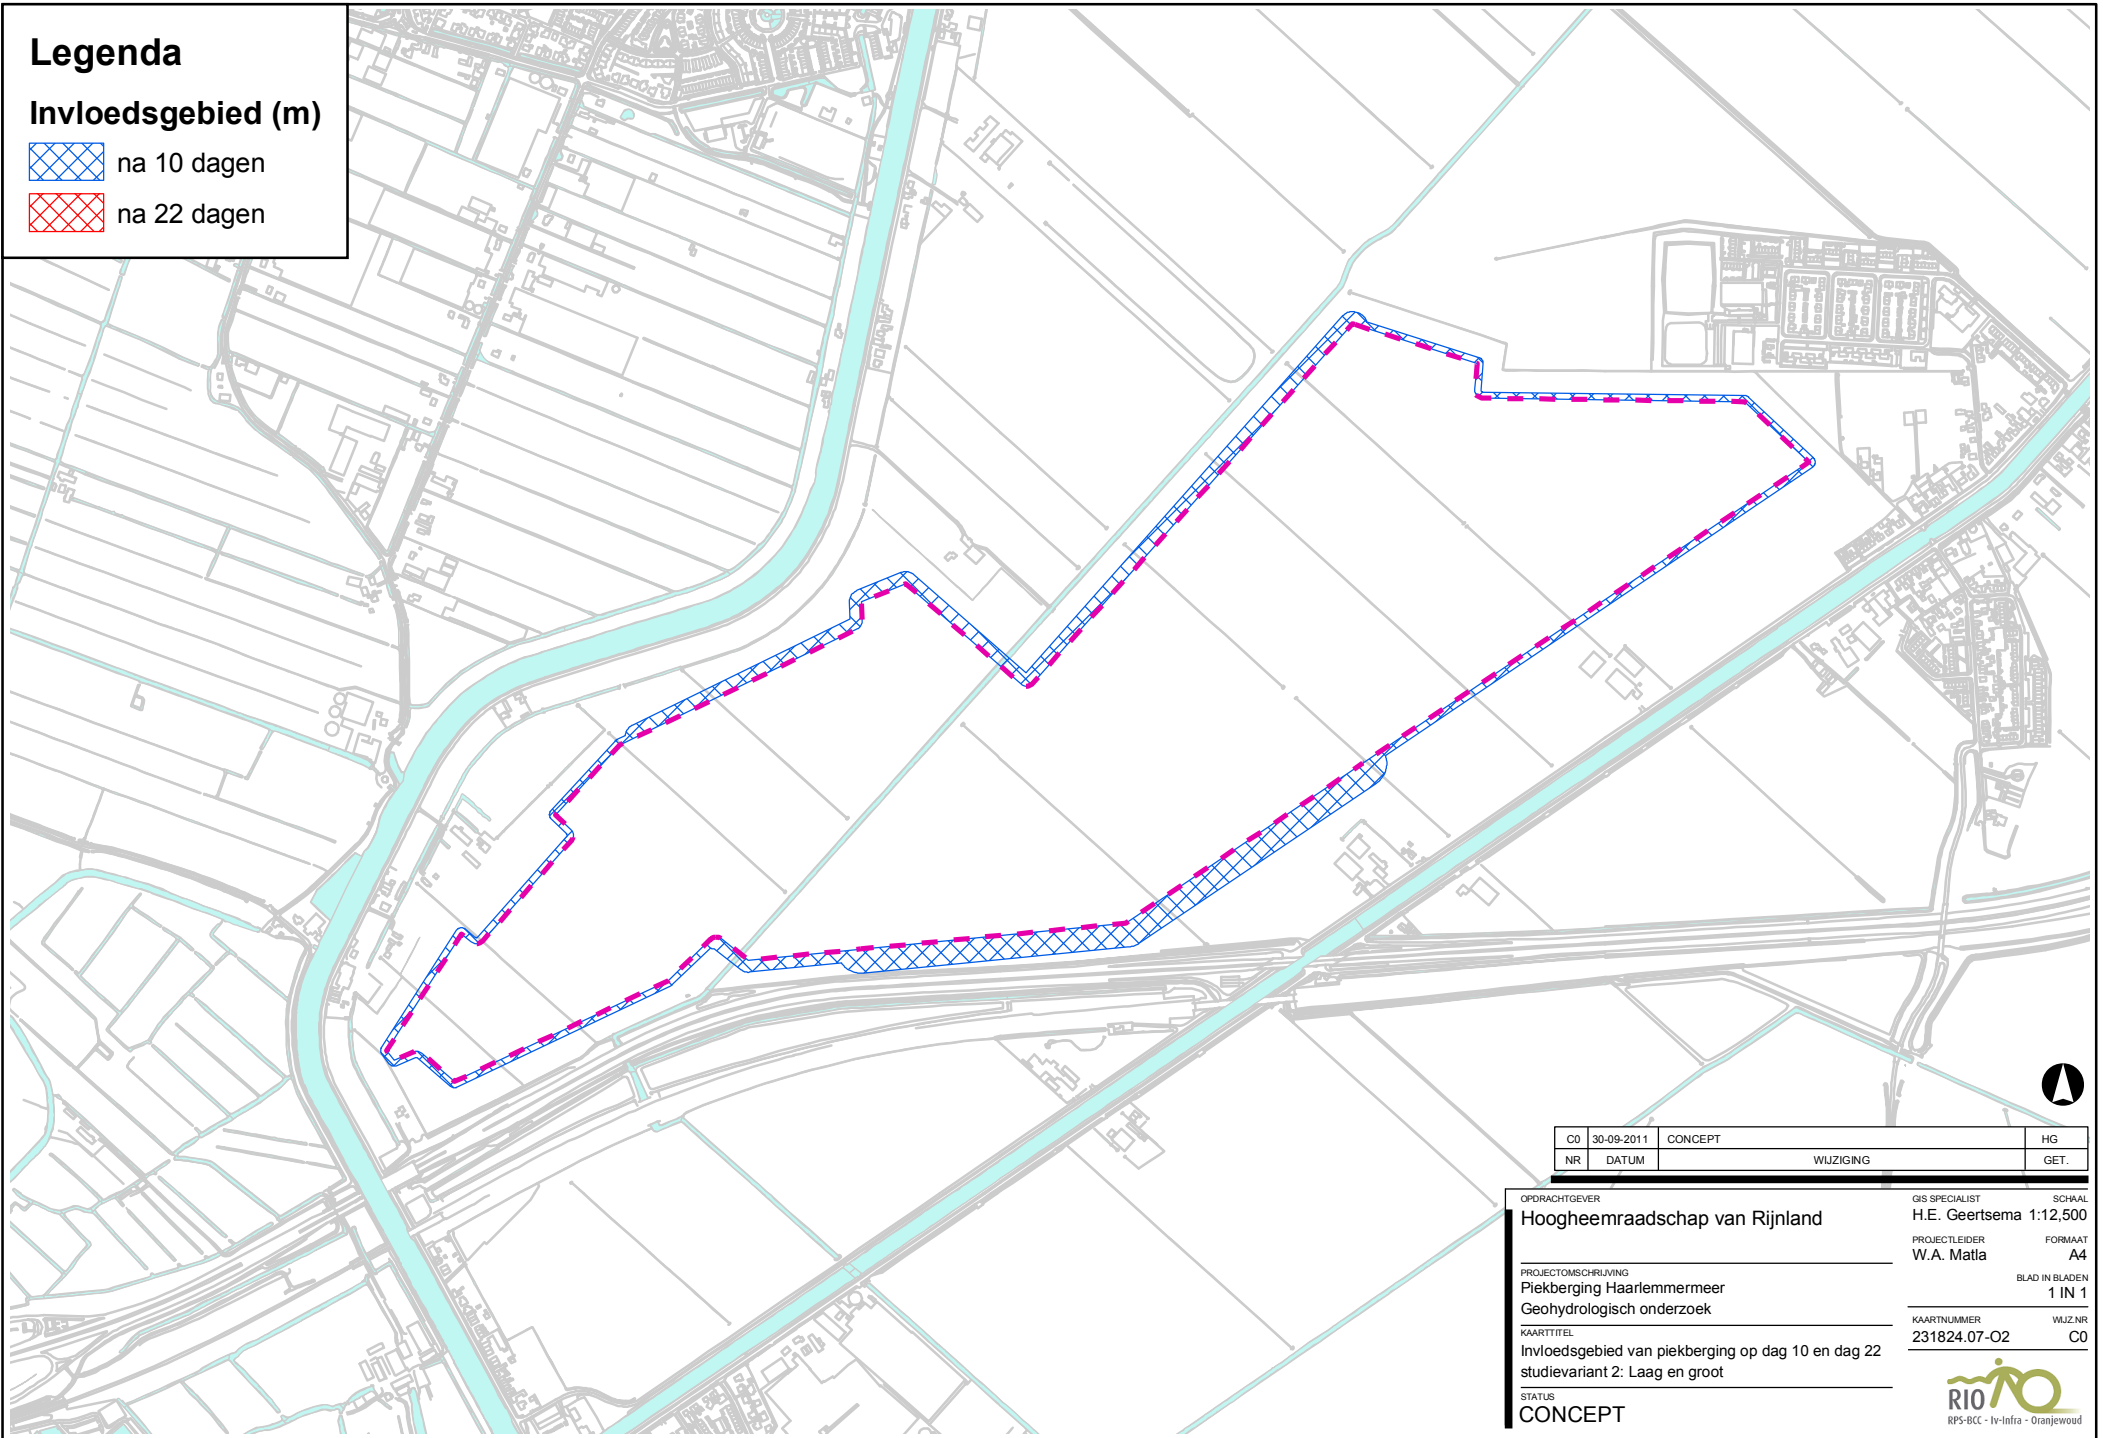 Legenda
Invloedsgebied (m)
na 10 dagen
na 22 dagen
C0 30-09-2011 CONCEPT HG
NR DATUM WIJZIGING GET.
OPDRACHTGEVER
Hoogheemraadschap van Rijnland
GIS SPECIALIST SCHAAL
H.E. Geertsema 1:12,500
PROJECTLEIDER FORMAAT
W.A. Matla A4
BLAD IN BLADEN
1 IN 1
PROJECTOMSCHRIJVING
Piekberging Haarlemmermeer
Geohydrologisch onderzoek
KAARTNUMMER WIJZ.NR
231824.07-O2 C0
KAARTTITEL
Invloedsgebied van piekberging op dag 10 en dag 22
studievariant 2: Laag en groot
STATUS
CONCEPT
RIO
RPS-BCC - Iv-Infra - Oranjewoud